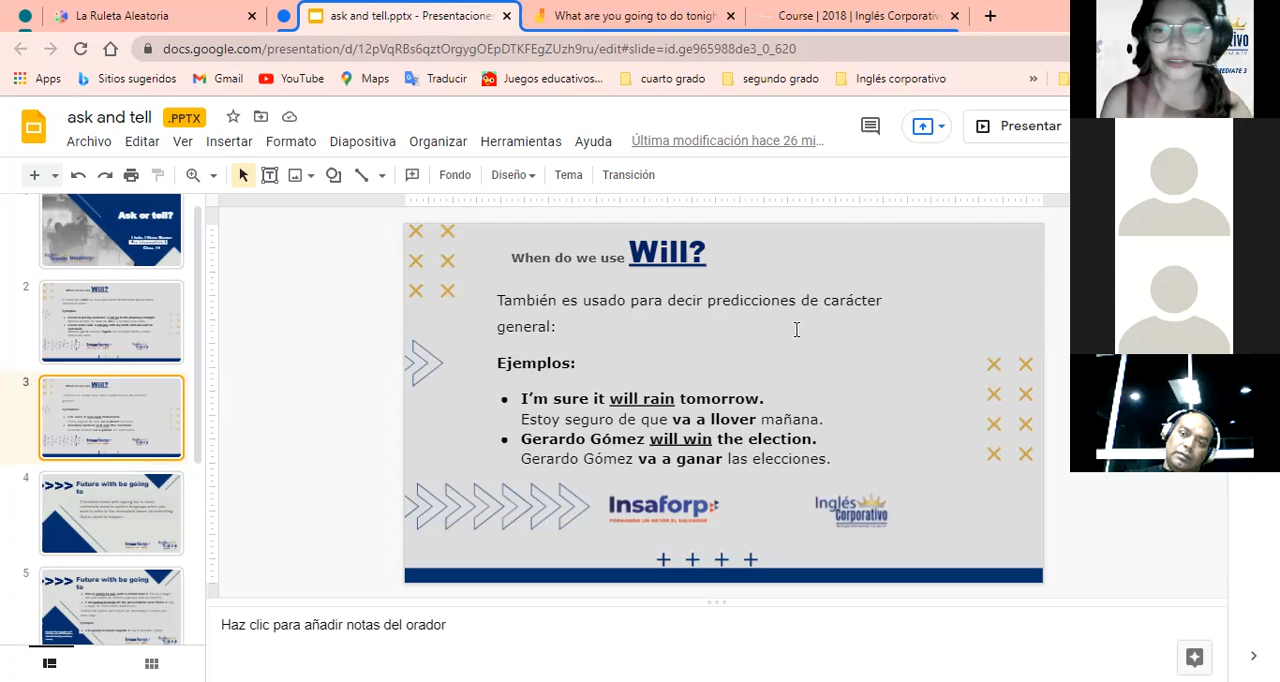 La Ruleta Aleatoria
ask and tell.pptx - Presentacione
What are you going to do tonigh
Course | 2018 | Inglés Corporativ
docs.google.com/presentation/d/12pVqRBs6qztOrgygOEpDTKFEgZUzh9ru/edit#slide=id.ge965988de3_0_620
Apps Sitios sugeridos Gmail YouTube Maps Traducir Juegos educativos... cuarto grado segundo grado Inglés corporativo »
ask and tell .PPTX
Archivo Editar Ver Insertar Formato Diapositiva Organizar Herramientas Ayuda Última modificación hace 26 mi...
Presentar
Fondo Diseño Tema Transición
Ask or tell?
2
3
4
Future with be going
to
5
Future with be going
to
When do we use Will?
También es usado para decir predicciones de carácter
general:
Ejemplos:
• I'm sure it will rain tomorrow.
Estoy seguro de que va a llover mañana.
• Gerardo Gómez will win the election.
Gerardo Gómez va a ganar las elecciones.
Insaforp
FORMANDO UN MEJOR EL SALVADOR
Inglés
Corporativo
Haz clic para añadir notas del orador